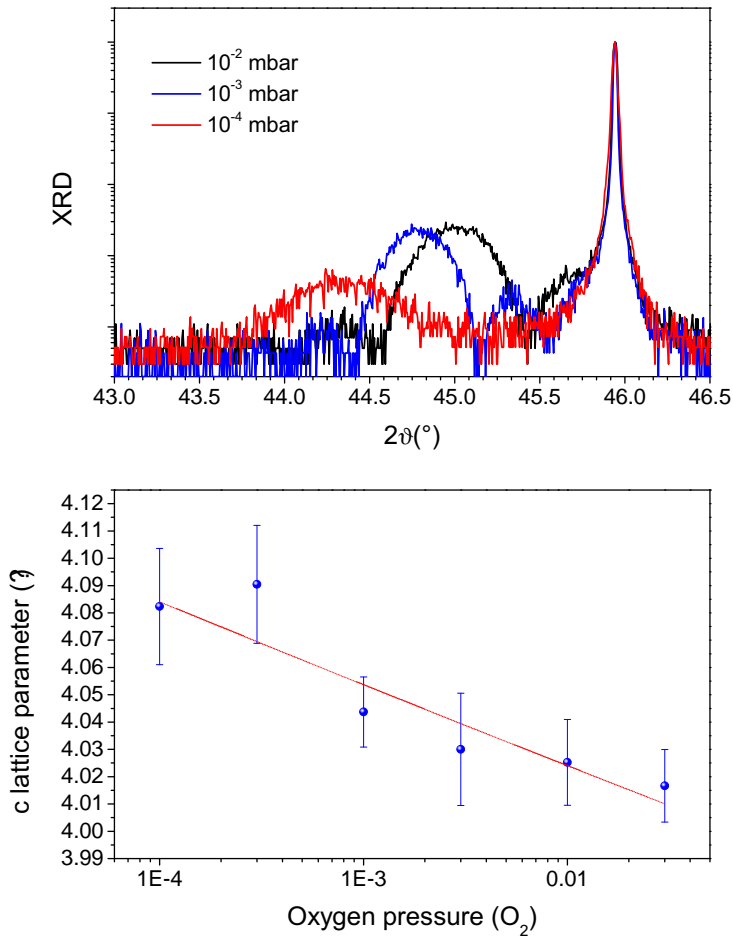 10⁻² mbar
10⁻³ mbar
10⁻⁴ mbar
XRD
43.0 43.5 44.0 44.5 45.0 45.5 46.0 46.5
2ϑ(°)
4.12
4.11
4.10
4.09
4.08
4.07
4.06
4.05
4.04
4.03
4.02
4.01
4.00
3.99
c lattice parameter
1E-4 1E-3 0.01
Oxygen pressure (O₂)